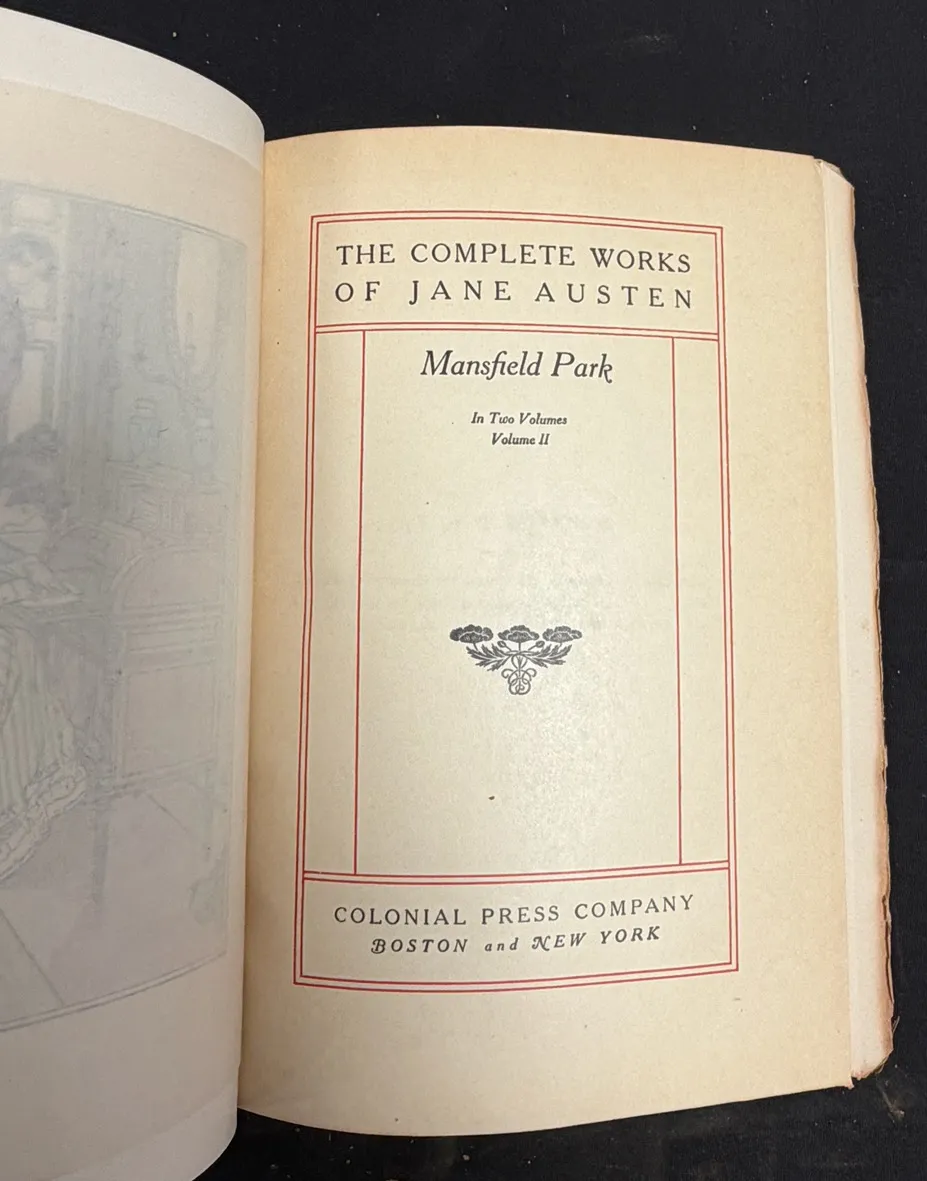 THE COMPLETE WORKS
OF JANE AUSTEN
Mansfield Park
In Two Volumes
Volume II
COLONIAL PRESS COMPANY
BOSTON and NEW YORK